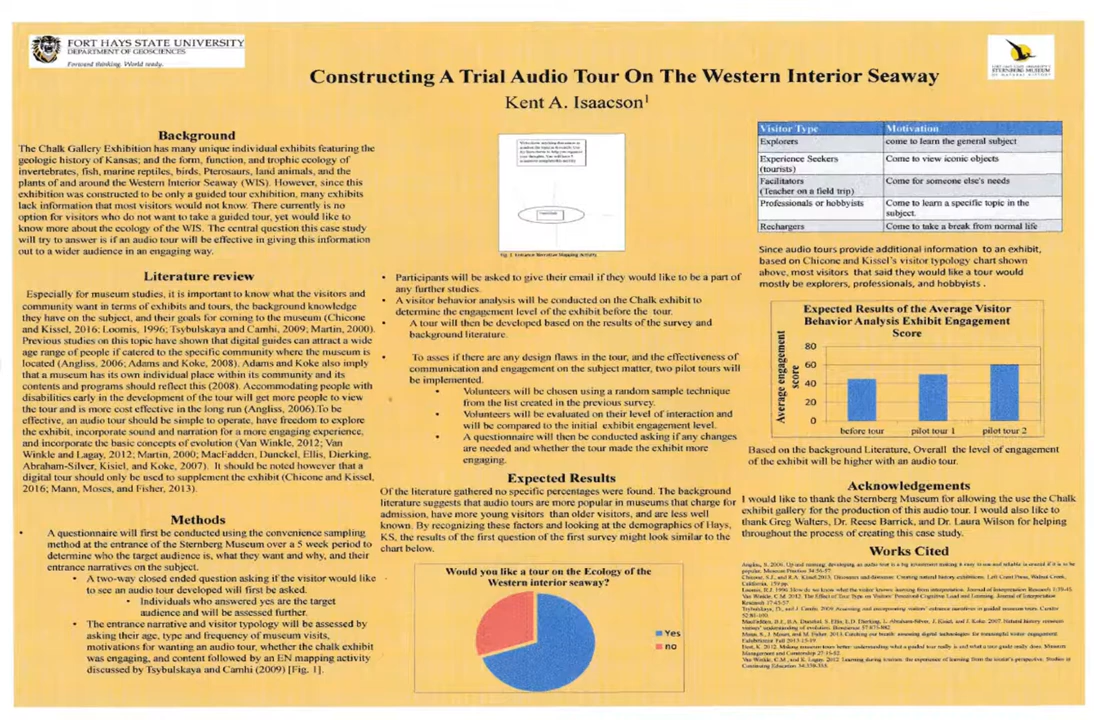 FORT HAYS STATE UNIVERSITY
DEPARTMENT OF GEOSCIENCES
Forward thinking. World ready.
Constructing A Trial Audio Tour On The Western Interior Seaway
Kent A. Isaacson¹
Background
The Chalk Gallery Exhibition has many unique individual exhibits featuring the
geologic history of Kansas; and the form, function, and trophic ecology of
invertebrates, fish, marine reptiles, birds, Pterosaurs, land animals, and the
plants of and around the Western Interior Seaway (WIS). However, since this
exhibition was constructed to be only a guided tour exhibition, many exhibits
lack information that most visitors would not know. There currently is no
option for visitors who do not want to take a guided tour, yet would like to
know more about the ecology of the WIS. The central question this case study
will try to answer is if an audio tour will be effective in giving this information
out to a wider audience in an engaging way.
Literature review
Especially for museum studies, it is important to know what the visitors and
community want in terms of exhibits and tours, the background knowledge
they have on the subject, and their goals for coming to the museum (Chicone
and Kissel, 2016; Loomis, 1996; Tsybulskaya and Camhi, 2009; Martin, 2000).
Previous studies on this topic have shown that digital guides can attract a wide
age range of people if catered to the specific community where the museum is
located (Angliss, 2006; Adams and Koke, 2008). Adams and Koke also imply
that a museum has its own individual place within its community and its
contents and programs should reflect this (2008). Accommodating people with
disabilities early in the development of the tour will get more people to view
the tour and is more cost effective in the long run (Angliss, 2006).To be
effective, an audio tour should be simple to operate, have freedom to explore
the exhibit, incorporate sound and narration for a more engaging experience,
and incorporate the basic concepts of evolution (Van Winkle, 2012; Van
Winkle and Lagay, 2012; Martin, 2000; MacFadden, Dunckel, Ellis, Dierking,
Abraham-Silver, Kisiel, and Koke, 2007). It should be noted however that a
digital tour should only be used to supplement the exhibit (Chicone and Kissel,
2016; Mann, Moses, and Fisher, 2013).
Methods
• A questionnaire will first be conducted using the convenience sampling
method at the entrance of the Sternberg Museum over a 5 week period to
determine who the target audience is, what they want and why, and their
entrance narratives on the subject.
• A two-way closed ended question asking if the visitor would like
to see an audio tour developed will first be asked.
• Individuals who answered yes are the target
audience and will be assessed further.
• The entrance narrative and visitor typology will be assessed by
asking their age, type and frequency of museum visits,
motivations for wanting an audio tour, whether the chalk exhibit
was engaging, and content followed by an EN mapping activity
discussed by Tsybulskaya and Camhi (2009) [Fig. 1].
Fig. 1 Entrance Narrative Mapping Activity
• Participants will be asked to give their email if they would like to be a part of
any further studies.
• A visitor behavior analysis will be conducted on the Chalk exhibit to
determine the engagement level of the exhibit before the tour.
• A tour will then be developed based on the results of the survey and
background literature.
• To asses if there are any design flaws in the tour, and the effectiveness of
communication and engagement on the subject matter, two pilot tours will
be implemented.
• Volunteers will be chosen using a random sample technique
from the list created in the previous survey.
• Volunteers will be evaluated on their level of interaction and
will be compared to the initial exhibit engagement level.
• A questionnaire will then be conducted asking if any changes
are needed and whether the tour made the exhibit more
engaging.
Expected Results
Of the literature gathered no specific percentages were found. The background
literature suggests that audio tours are more popular in museums that charge for
admission, have more young visitors than older visitors, and are less well
known. By recognizing these factors and looking at the demographics of Hays,
KS, the results of the first question of the first survey might look similar to the
chart below.
Would you like a tour on the Ecology of the
Western interior seaway?
Yes
no
STERNBERG MUSEUM
OF NATURAL HISTORY
Visitor Type Motivation
Explorers come to learn the general subject
Experience Seekers Come to view iconic objects
(tourists)
Facilitators Come for someone else's needs
(Teacher on a field trip)
Professionals or hobbyists Come to learn a specific topic in the
subject.
Rechargers Come to take a break from normal life
Since audio tours provide additional information to an exhibit,
based on Chicone and Kissel's visitor typology chart shown
above, most visitors that said they would like a tour would
mostly be explorers, professionals, and hobbyists .
Expected Results of the Average Visitor
Behavior Analysis Exhibit Engagement
Score
Average engagement
score
80
60
40
20
0
before tour pilot tour 1 pilot tour 2
Based on the background Literature, Overall the level of engagement
of the exhibit will be higher with an audio tour.
Acknowledgements
I would like to thank the Sternberg Museum for allowing the use the Chalk
exhibit gallery for the production of this audio tour. I would also like to
thank Greg Walters, Dr. Reese Barrick, and Dr. Laura Wilson for helping
throughout the process of creating this case study.
Works Cited